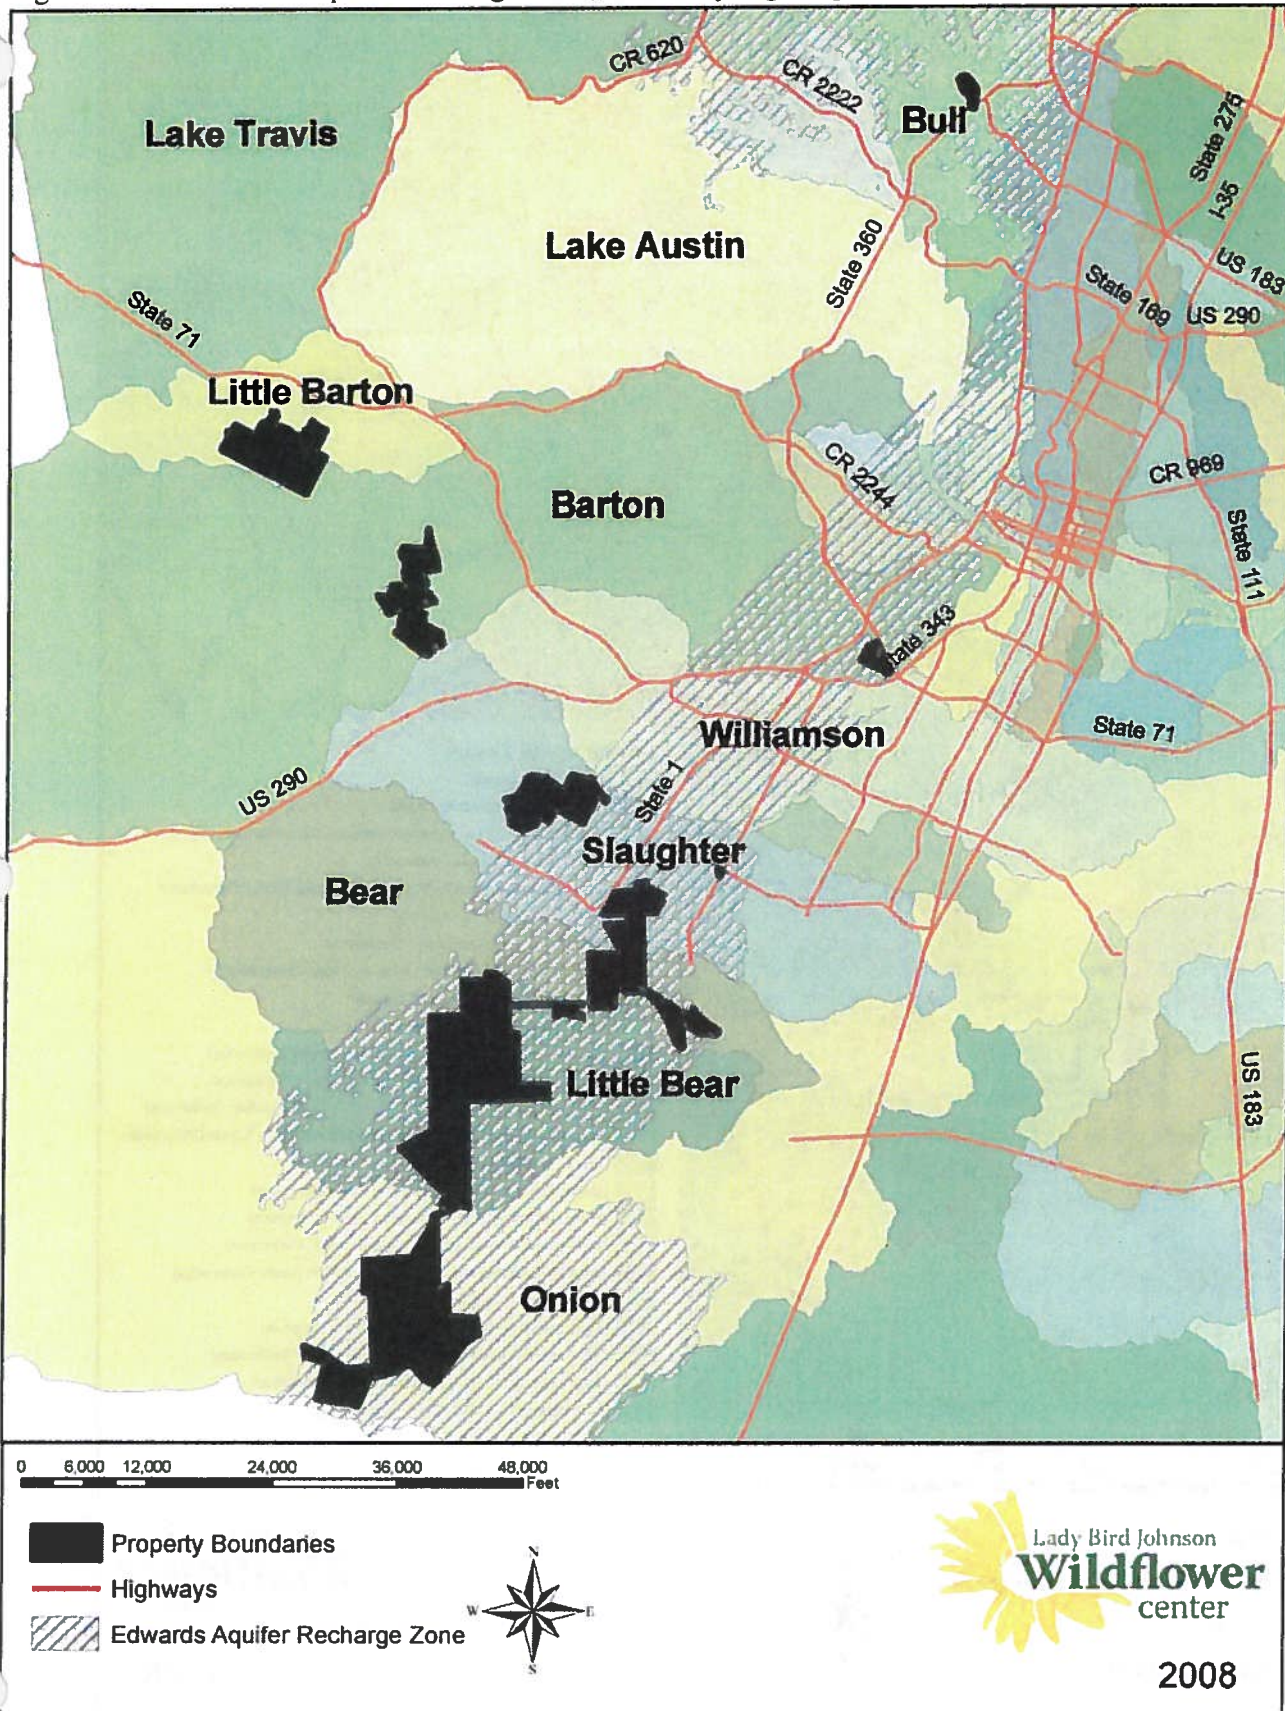 CR 620
CR 2222
Bull
State 275
I-35
Lake Travis
Lake Austin
State 360
US 183
State 169
US 290
State 71
Little Barton
CR 2244
CR 969
Barton
State 111
State 343
Williamson
State 71
US 290
State 1
Slaughter
Bear
Little Bear
US 183
Onion
0 6,000 12,000 24,000 36,000 48,000
Feet
Property Boundaries
Highways
Edwards Aquifer Recharge Zone
N
W E
S
Lady Bird Johnson
Wildflower
center
2008